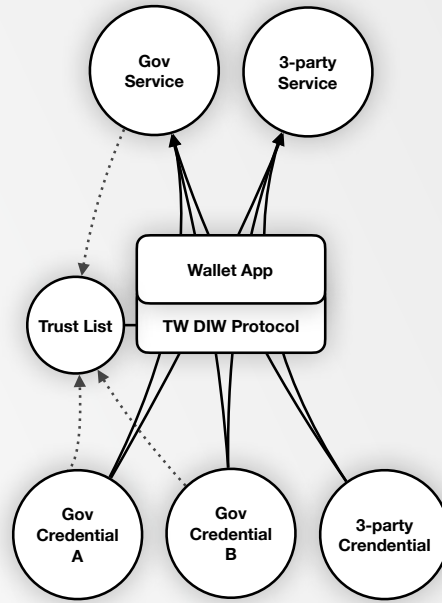 Gov
Service
3-party
Service
Wallet App
Trust List
TW DIW Protocol
Gov
Credential
A
Gov
Credential
B
3-party
Crendential